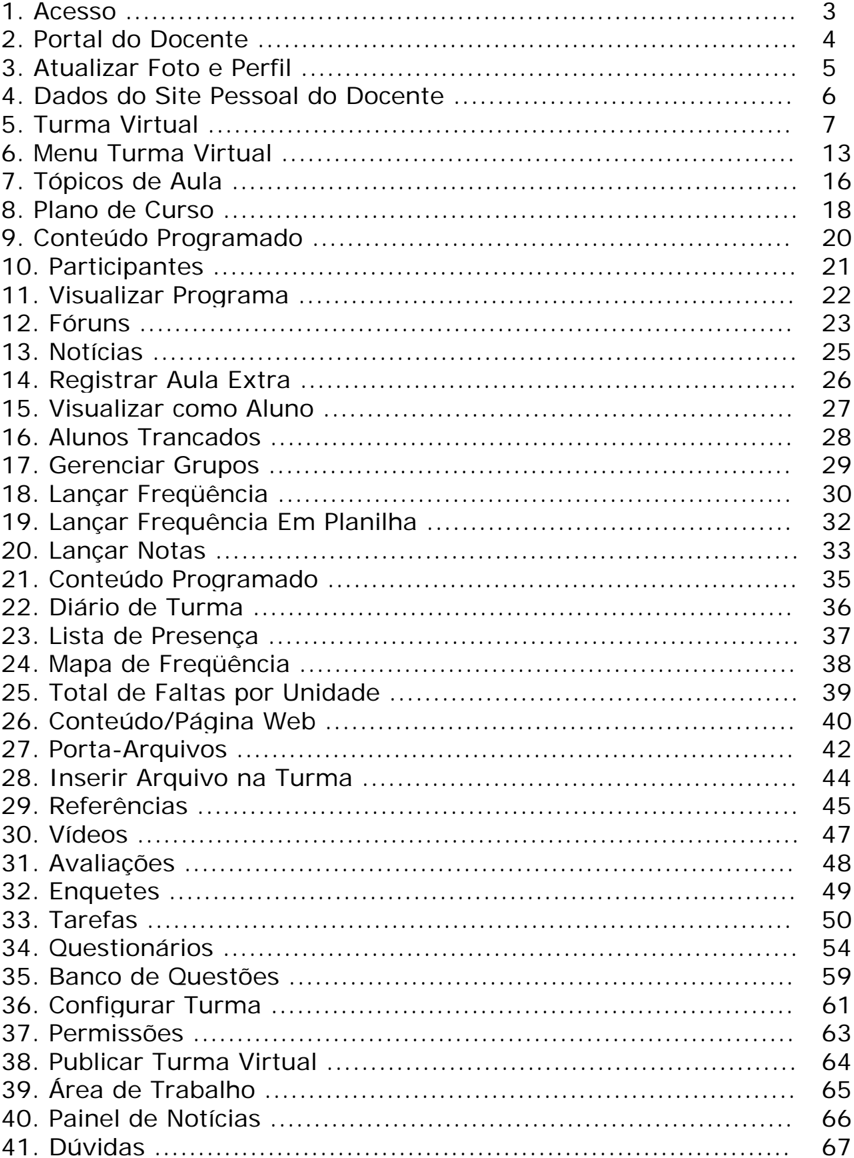 1. Acesso ........................................................................... 3
2. Portal do Docente ............................................................ 4
3. Atualizar Foto e Perfil ....................................................... 5
4. Dados do Site Pessoal do Docente ...................................... 6
5. Turma Virtual .................................................................. 7
6. Menu Turma Virtual .......................................................... 13
7. Tópicos de Aula ............................................................... 16
8. Plano de Curso ................................................................ 18
9. Conteúdo Programado ...................................................... 20
10. Participantes .................................................................. 21
11. Visualizar Programa ........................................................ 22
12. Fóruns .......................................................................... 23
13. Notícias ......................................................................... 25
14. Registrar Aula Extra ........................................................ 26
15. Visualizar como Aluno ..................................................... 27
16. Alunos Trancados ........................................................... 28
17. Gerenciar Grupos ............................................................ 29
18. Lançar Freqüência .......................................................... 30
19. Lançar Frequência Em Planilha ......................................... 32
20. Lançar Notas .................................................................. 33
21. Conteúdo Programado ..................................................... 35
22. Diário de Turma .............................................................. 36
23. Lista de Presença ............................................................ 37
24. Mapa de Freqüência ........................................................ 38
25. Total de Faltas por Unidade .............................................. 39
26. Conteúdo/Página Web ..................................................... 40
27. Porta-Arquivos ................................................................ 42
28. Inserir Arquivo na Turma ................................................. 44
29. Referências .................................................................... 45
30. Vídeos ........................................................................... 47
31. Avaliações ..................................................................... 48
32. Enquetes ....................................................................... 49
33. Tarefas .......................................................................... 50
34. Questionários ................................................................. 54
35. Banco de Questões .......................................................... 59
36. Configurar Turma ........................................................... 61
37. Permissões .................................................................... 63
38. Publicar Turma Virtual ..................................................... 64
39. Área de Trabalho ............................................................ 65
40. Painel de Notícias ........................................................... 66
41. Dúvidas ......................................................................... 67